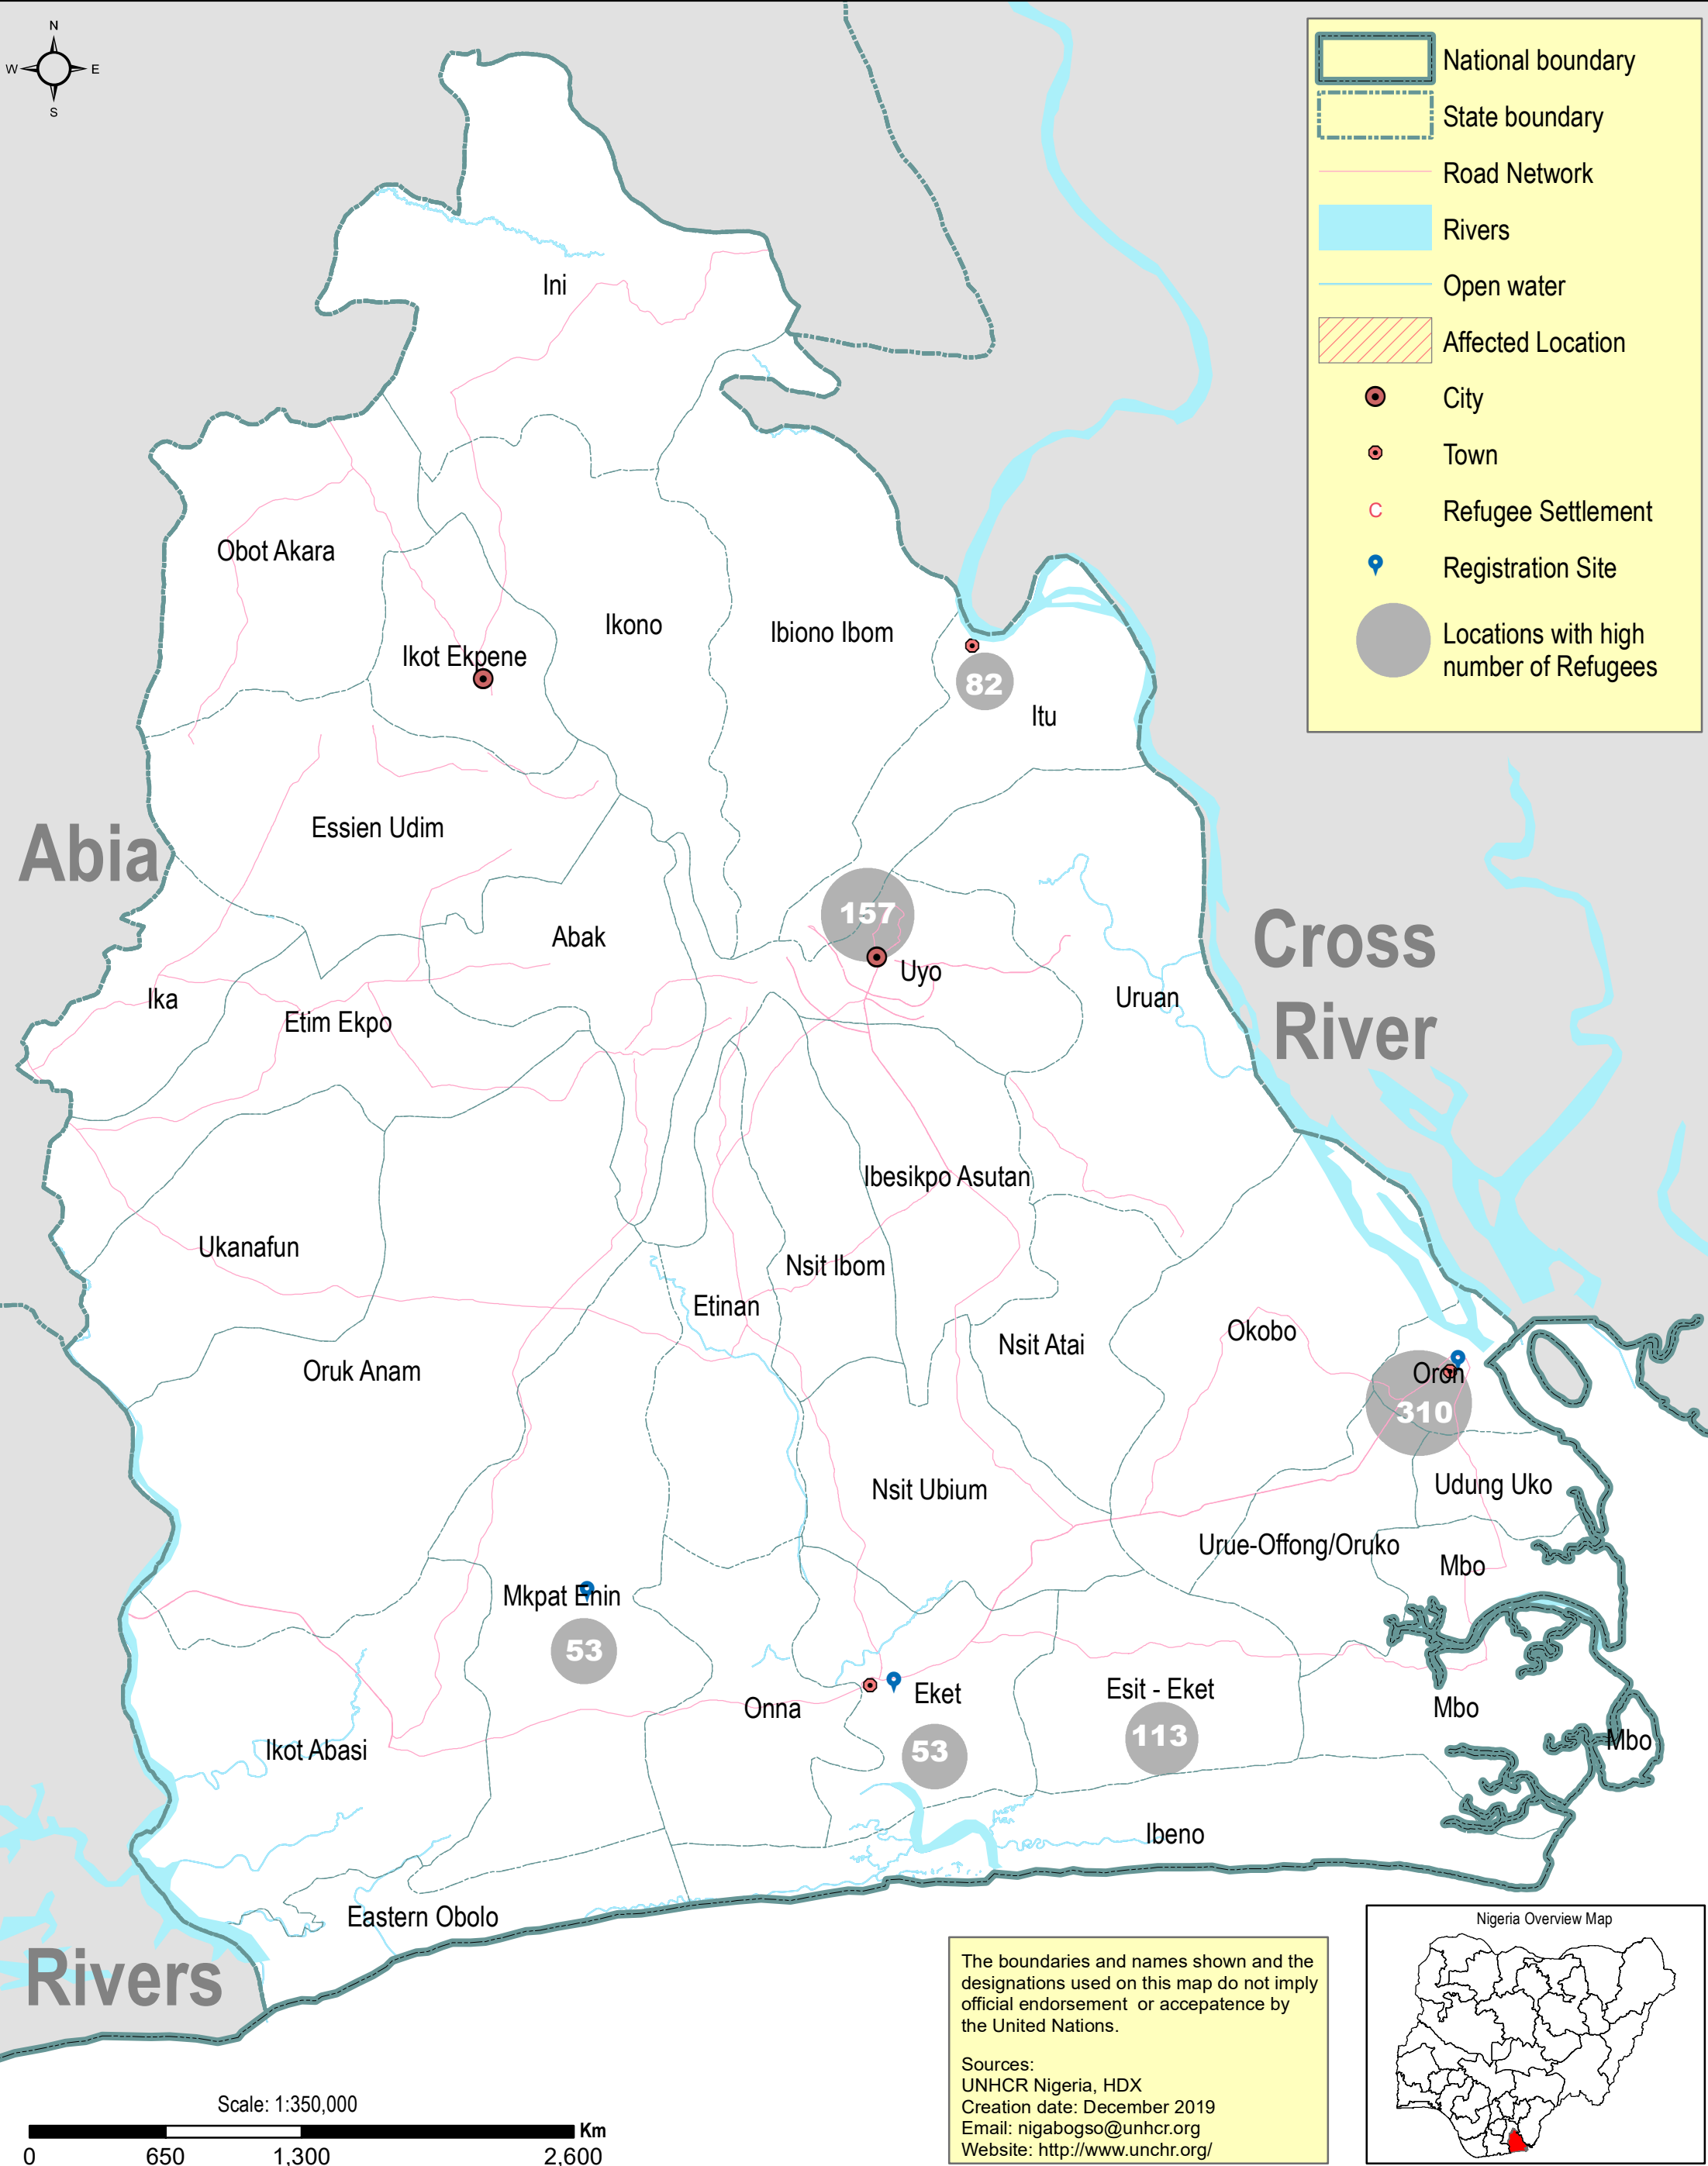 N
W
E
S
National boundary
State boundary
Road Network
Rivers
Open water
Affected Location
City
Town
C
Refugee Settlement
Registration Site
Locations with high
number of Refugees
Ini
Obot Akara
Ikot Ekpene
Ikono
Ibiono Ibom
82
Itu
Abia
Essien Udim
157
Abak
Uyo
Cross
River
Ika
Etim Ekpo
Uruan
Ibesikpo Asutan
Ukanafun
Nsit Ibom
Etinan
Oruk Anam
Nsit Atai
Okobo
Oron
310
Nsit Ubium
Udung Uko
Urue-Offong/Oruko
Mbo
Mkpat Enin
53
Onna
Eket
53
Esit - Eket
113
Mbo
Mbo
Ikot Abasi
Ibeno
Eastern Obolo
Rivers
The boundaries and names shown and the
designations used on this map do not imply
official endorsement or accepatence by
the United Nations.
Sources:
UNHCR Nigeria, HDX
Creation date: December 2019
Email: nigabogso@unhcr.org
Website: http://www.unchr.org/
Nigeria Overview Map
Scale: 1:350,000
Km
0 650 1,300 2,600